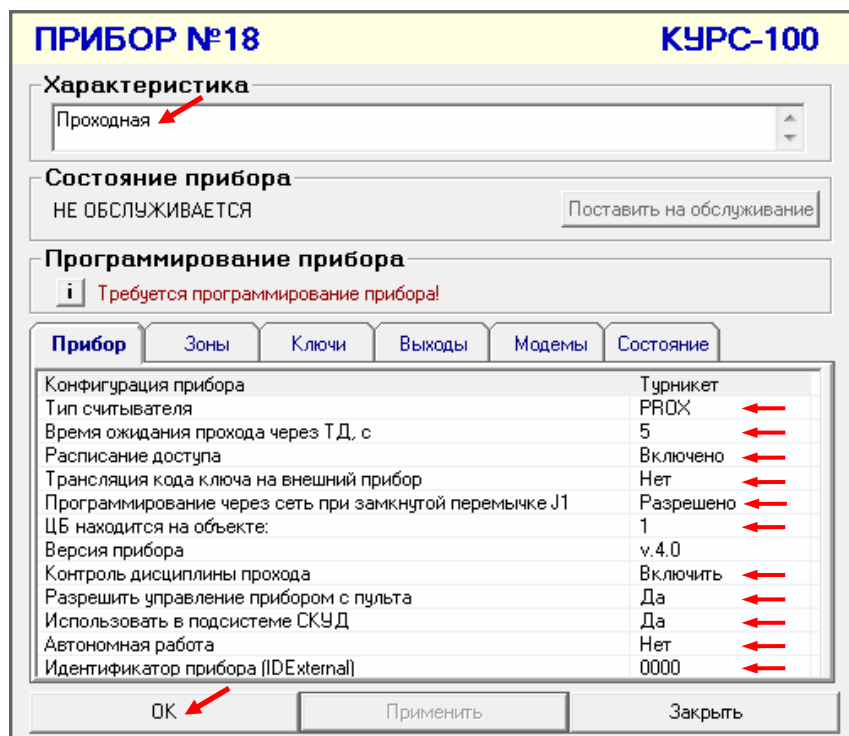 ПРИБОР №18 КУРС-100
Характеристика
Проходная
Состояние прибора
НЕ ОБСЛУЖИВАЕТСЯ Поставить на обслуживание
Программирование прибора
i Требуется программирование прибора!
Прибор Зоны Ключи Выходы Модемы Состояние
Конфигурация прибора Турникет
Тип считывателя PROX
Время ожидания прохода через ТД, с 5
Расписание доступа Включено
Трансляция кода ключа на внешний прибор Нет
Программирование через сеть при замкнутой перемычке J1 Разрешено
ЦБ находится на объекте: 1
Версия прибора v.4.0
Контроль дисциплины прохода Включить
Разрешить управление прибором с пульта Да
Использовать в подсистеме СКУД Да
Автономная работа Нет
Идентификатор прибора (IDExternal) 0000
OK Применить Закрыть